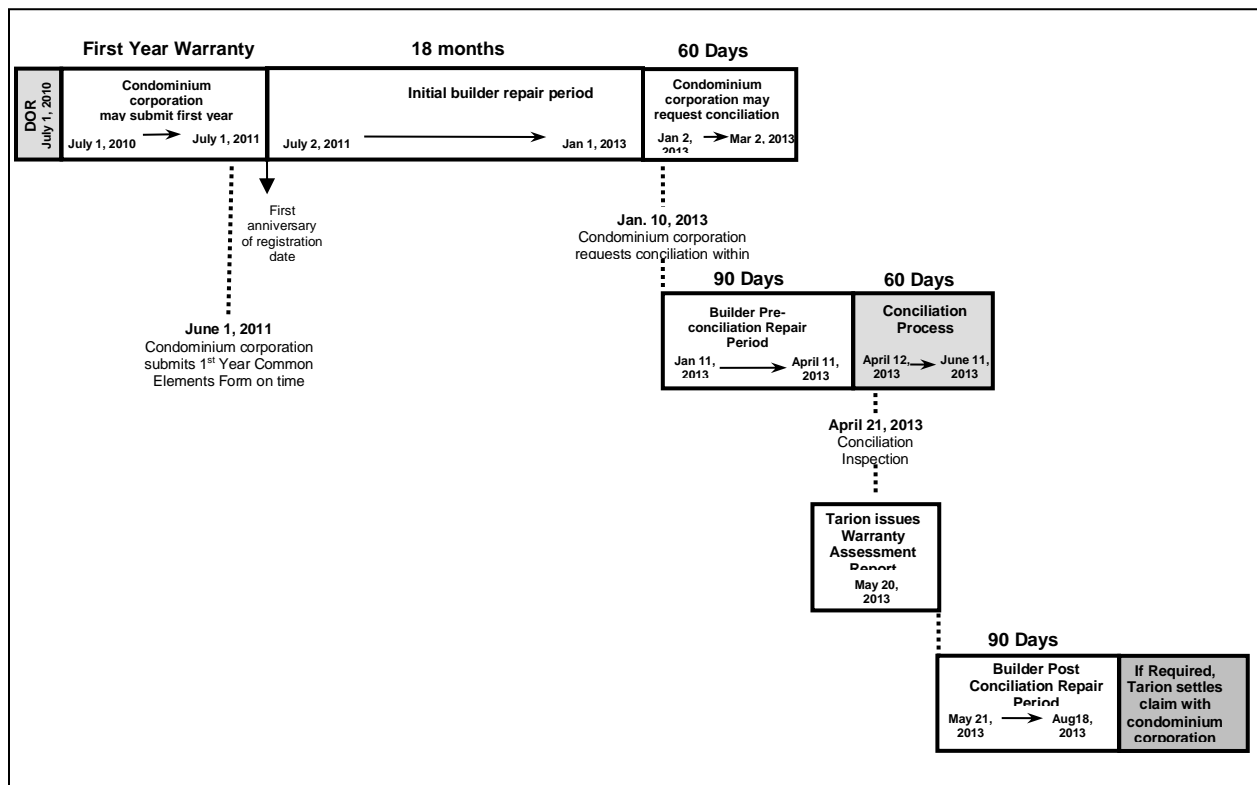 First Year Warranty
18 months
60 Days
DOR
July 1, 2010
Condominium
corporation
may submit first year
July 1, 2010
July 1, 2011
Initial builder repair period
July 2, 2011
Jan 1, 2013
Condominium
corporation may
request conciliation
Jan 2,
2013
Mar 2, 2013
First
anniversary
of registration
date
Jan. 10, 2013
Condominium corporation
requests conciliation within
June 1, 2011
Condominium corporation
submits 1st Year Common
Elements Form on time
90 Days
60 Days
Builder Pre-
conciliation Repair
Period
Jan 11,
2013
April 11,
2013
Conciliation
Process
April 12,
2013
June 11,
2013
April 21, 2013
Conciliation
Inspection
Tarion issues
Warranty
Assessment
Report
May 20,
2013
90 Days
Builder Post
Conciliation Repair
Period
May 21,
2013
Aug18,
2013
If Required,
Tarion settles
claim with
condominium
corporation